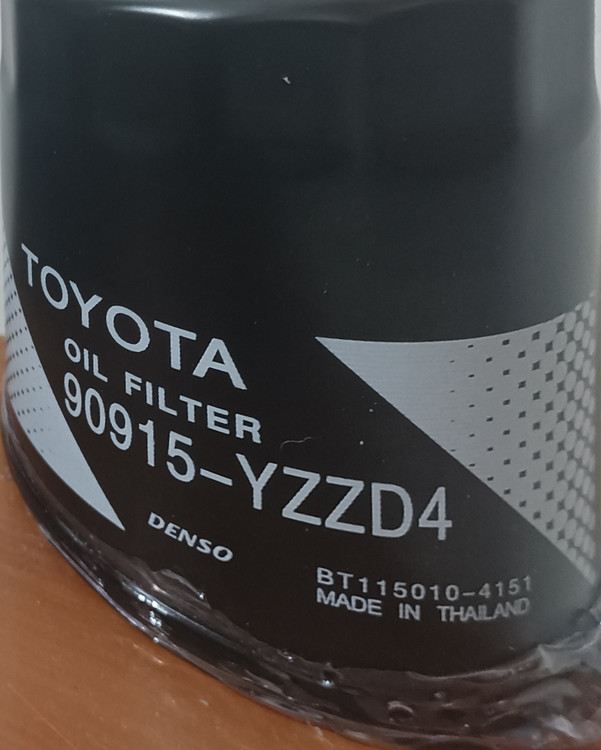 TOYOTA
OIL FILTER
90915-YZZD4
DENSO
BT115010-4151
MADE IN THAILAND